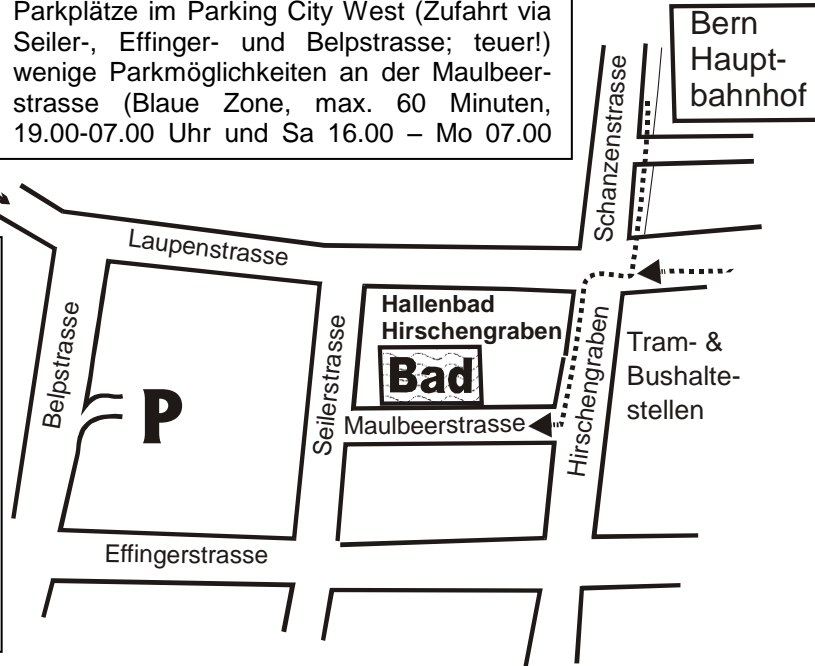 Parkplätze im Parking City West (Zufahrt via
Seiler-, Effinger- und Belpstrasse; teuer!)
wenige Parkmöglichkeiten an der Maulbeer-
strasse (Blaue Zone, max. 60 Minuten,
19.00-07.00 Uhr und Sa 16.00 – Mo 07.00
Bern
Haupt-
bahnhof
Schanzenstrasse
Laupenstrasse
Hallenbad
Hirschengraben
Bad
Belpstrasse
P
Seilerstrasse
Maulbeerstrasse
Hirschengraben
Tram- &
Bushalte-
stellen
Effingerstrasse